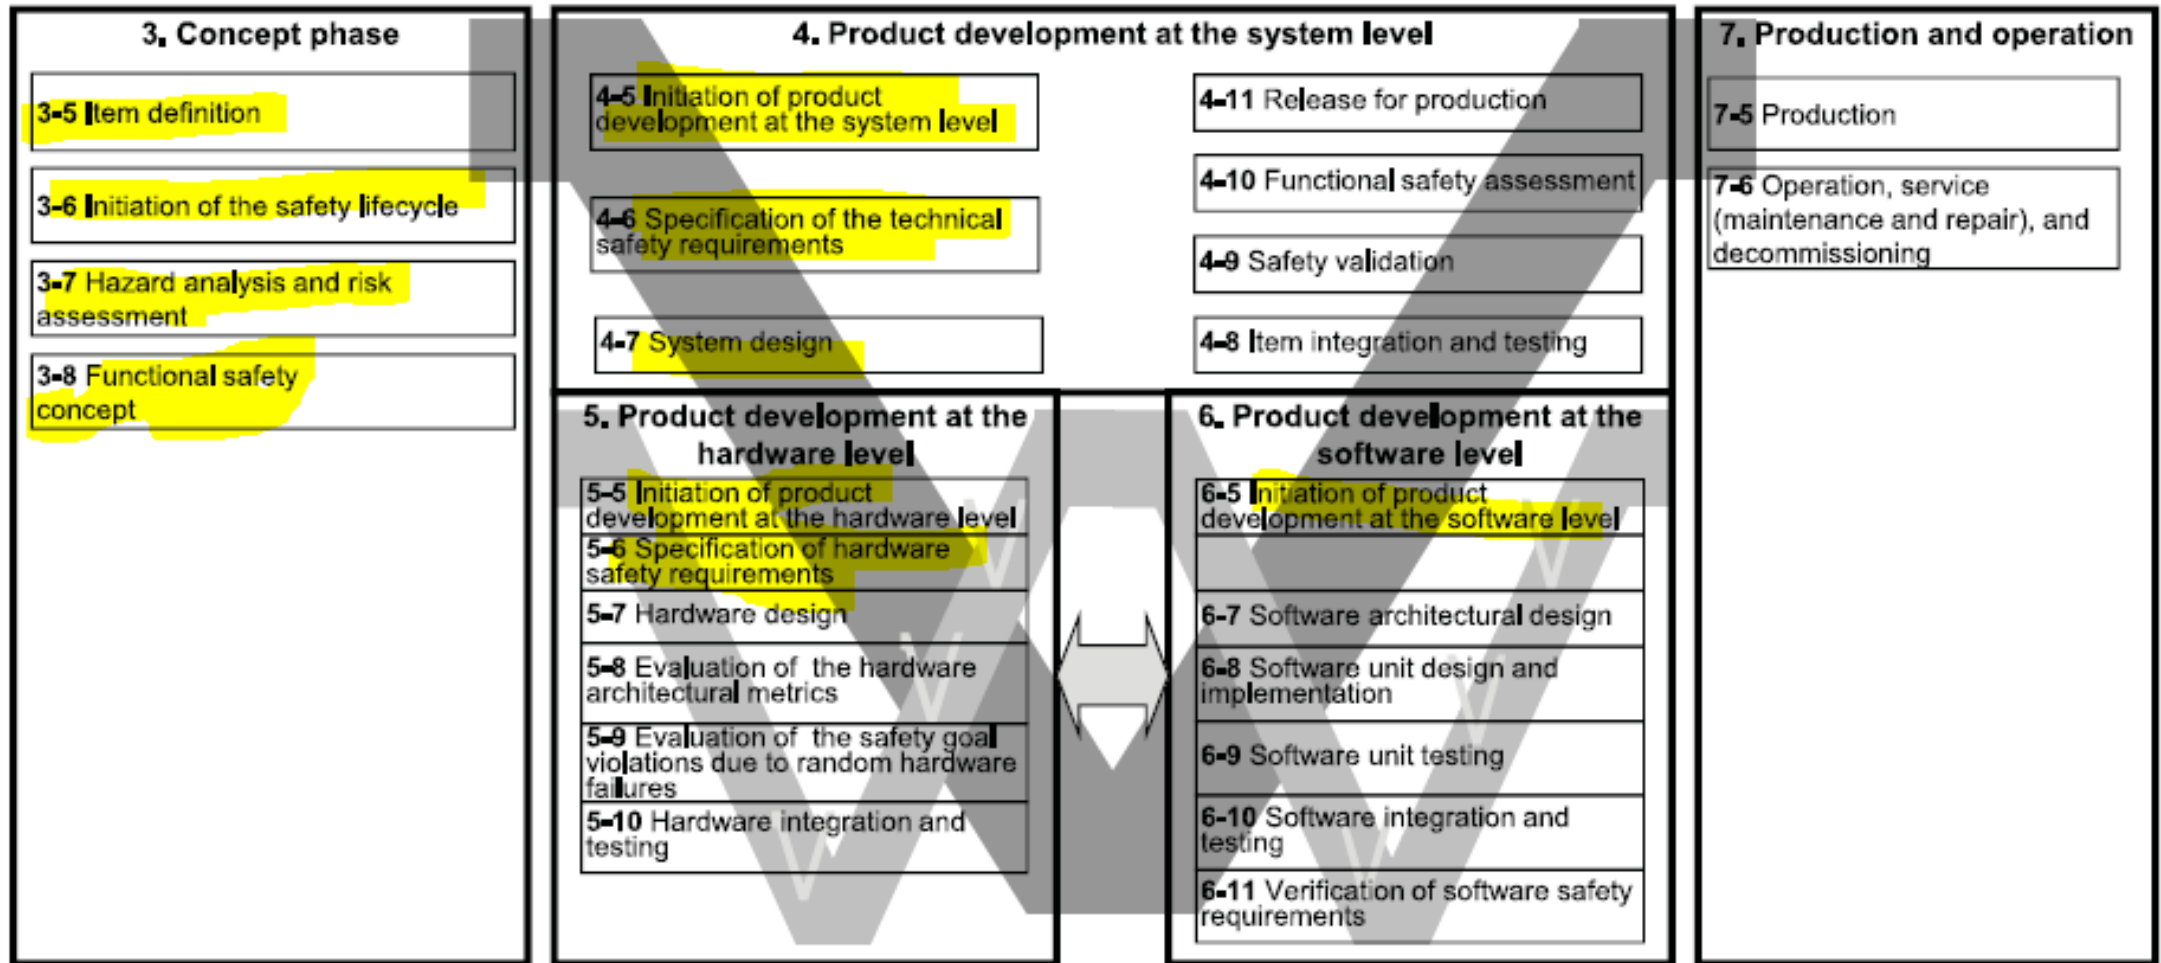 3. Concept phase
3-5 Item definition
3-6 Initiation of the safety lifecycle
3-7 Hazard analysis and risk
assessment
3-8 Functional safety
concept
4. Product development at the system level
4-5 Initiation of product
development at the system level
4-6 Specification of the technical
safety requirements
4-7 System design
4-11 Release for production
4-10 Functional safety assessment
4-9 Safety validation
4-8 Item integration and testing
5. Product development at the
hardware level
5-5 Initiation of product
development at the hardware level
5-6 Specification of hardware
safety requirements
5-7 Hardware design
5-8 Evaluation of the hardware
architectural metrics
5-9 Evaluation of the safety goal
violations due to random hardware
failures
5-10 Hardware integration and
testing
6. Product development at the
software level
6-5 Initiation of product
development at the software level
6-7 Software architectural design
6-8 Software unit design and
implementation
6-9 Software unit testing
6-10 Software integration and
testing
6-11 Verification of software safety
requirements
7. Production and operation
7-5 Production
7-6 Operation, service
(maintenance and repair), and
decommissioning